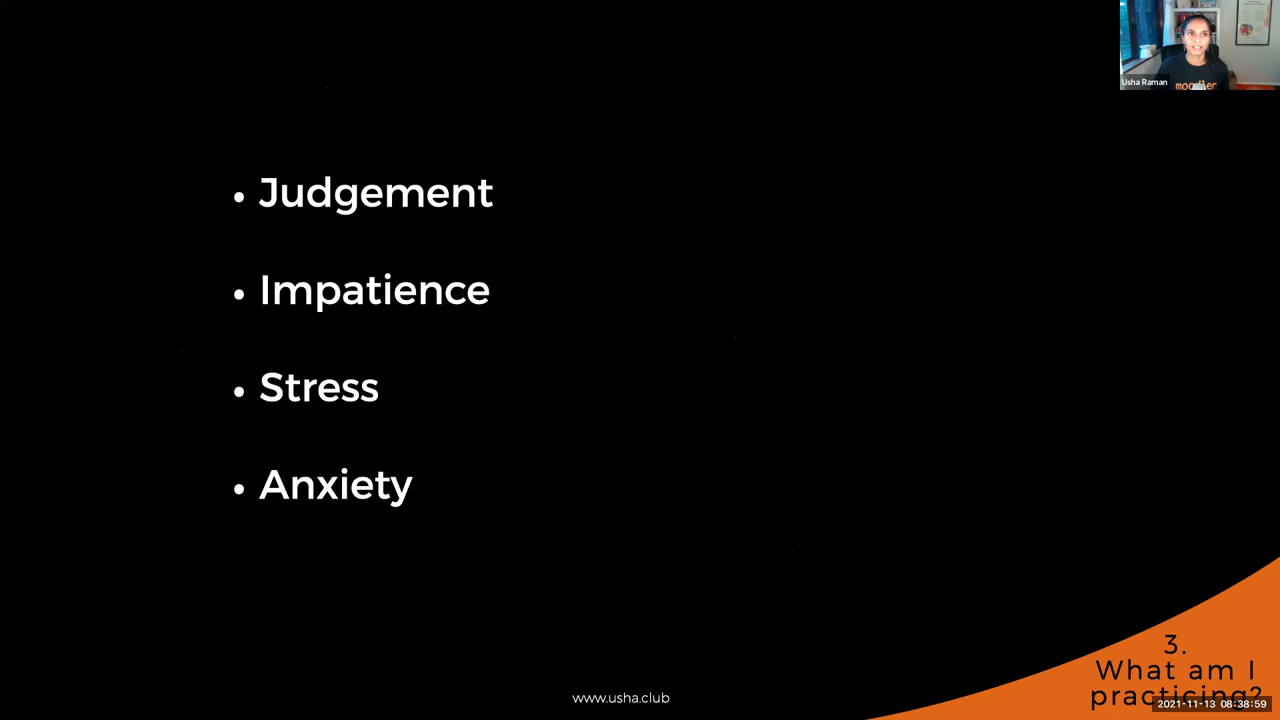 Usha Raman
moodler
• Judgement
• Impatience
• Stress
• Anxiety
3.
What am I
practicing?
www.usha.club
2021-11-13 08:38:59